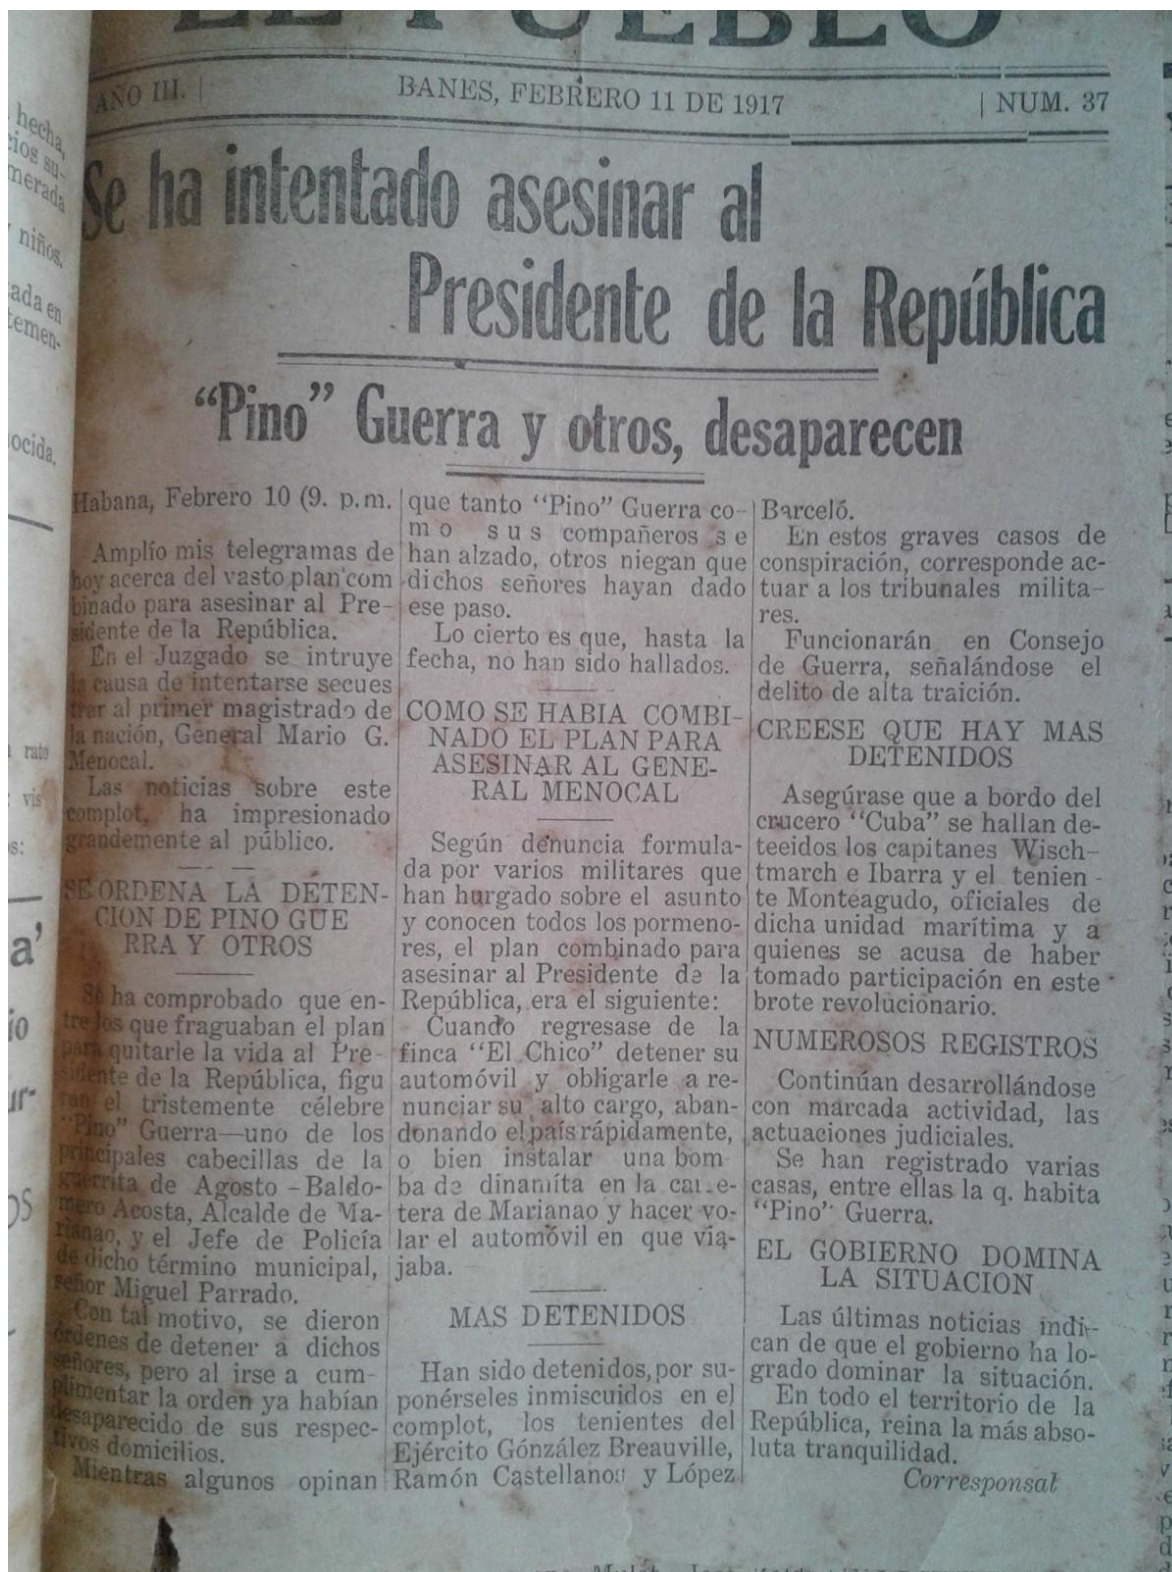 EL PUEBLO
AÑO III. |
BANES, FEBRERO 11 DE 1917
| NUM. 37
Se ha intentado asesinar al
Presidente de la República
"Pino" Guerra y otros, desaparecen
Habana, Febrero 10 (9. p.m.
Amplío mis telegramas de
hoy acerca del vasto plan com
binado para asesinar al Pre-
sidente de la República.
En el Juzgado se intruye
la causa de intentarse secues
trar al primer magistrado de
la nación, General Mario G.
Menocal.
Las noticias sobre este
complot, ha impresionado
grandemente al público.
SE ORDENA LA DETEN-
CION DE PINO GUE
RRA Y OTROS
Se ha comprobado que en-
tre los que fraguaban el plan
para quitarle la vida al Pre-
sidente de la República, figu
ran el tristemente célebre
"Pino" Guerra—uno de los
principales cabecillas de la
guerrita de Agosto -Baldo-
mero Acosta, Alcalde de Ma-
rianao, y el Jefe de Policía
de dicho término municipal,
señor Miguel Parrado.
Con tal motivo, se dieron
órdenes de detener a dichos
señores, pero al irse a cum-
plimentar la orden ya habían
desaparecido de sus respec-
tivos domicilios.
Mientras algunos opinan
que tanto "Pino" Guerra co-
mo sus compañeros se
han alzado, otros niegan que
dichos señores hayan dado
ese paso.
Lo cierto es que, hasta la
fecha, no han sido hallados.
COMO SE HABIA COMBI-
NADO EL PLAN PARA
ASESINAR AL GENE-
RAL MENOCAL
Según denuncia formula-
da por varios militares que
han hurgado sobre el asunto
y conocen todos los pormeno-
res, el plan combinado para
asesinar al Presidente de la
República, era el siguiente:
Cuando regresase de la
finca "El Chico" detener su
automóvil y obligarle a re-
nunciar su alto cargo, aban-
donando el país rápidamente,
o bien instalar una bom
ba de dinamita en la carre-
tera de Marianao y hacer vo-
lar el automóvil en que via-
jaba.
MAS DETENIDOS
Han sido detenidos, por su-
ponérseles inmiscuidos en el
complot, los tenientes del
Ejército Gónzález Breauville,
Ramón Castellanos y López
Barceló.
En estos graves casos de
conspiración, corresponde ac-
tuar a los tribunales milita-
res.
Funcionarán en Consejo
de Guerra, señalándose el
delito de alta traición.
CREESE QUE HAY MAS
DETENIDOS
Asegúrase que a bordo del
crucero "Cuba" se hallan de-
teeidos los capitanes Wisch-
tmarch e Ibarra y el tenien-
te Monteagudo, oficiales de
dicha unidad marítima y a
quienes se acusa de haber
tomado participación en este
brote revolucionario.
NUMEROSOS REGISTROS
Continúan desarrollándose
con marcada actividad, las
actuaciones judiciales.
Se han registrado varias
casas, entre ellas la q. habita
"Pino" Guerra.
EL GOBIERNO DOMINA
LA SITUACION
Las últimas noticias indi-
can de que el gobierno ha lo-
grado dominar la situación.
En todo el territorio de la
República, reina la más abso-
luta tranquilidad.
Corresponsal